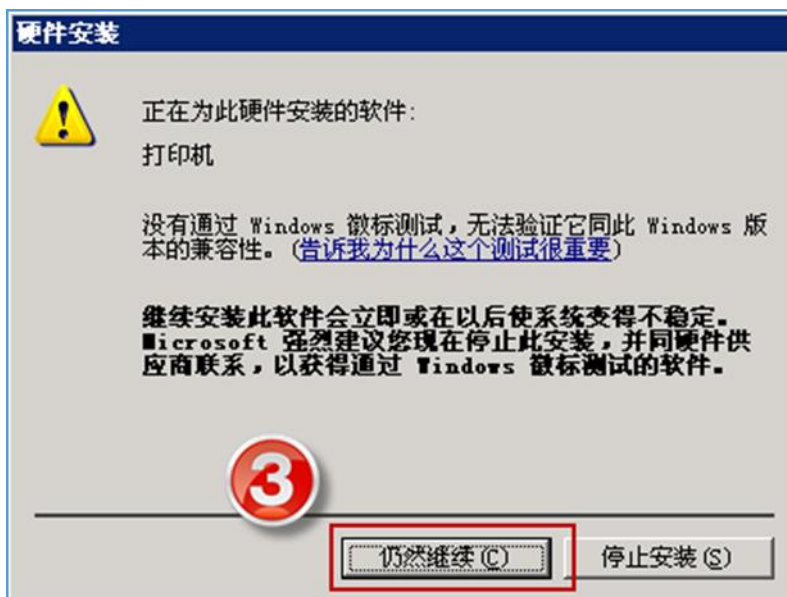 硬件安装
正在为此硬件安装的软件:
打印机
没有通过 Windows 徽标测试，无法验证它同此 Windows 版
本的兼容性。(告诉我为什么这个测试很重要)
继续安装此软件会立即或在以后使系统变得不稳定。
Microsoft 强烈建议您现在停止此安装，并同硬件供
应商联系，以获得通过 Windows 徽标测试的软件。
3
仍然继续(C) 停止安装(S)